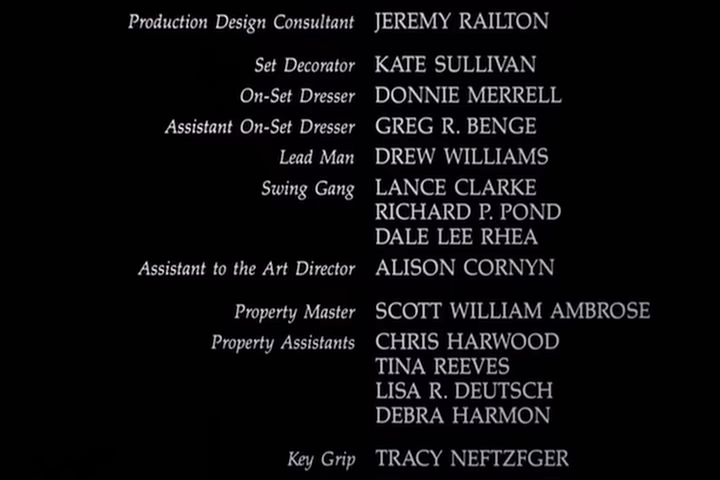 Production Design Consultant JEREMY RAILTON
Set Decorator KATE SULLIVAN
On-Set Dresser DONNIE MERRELL
Assistant On-Set Dresser GREG R. BENGE
Lead Man DREW WILLIAMS
Swing Gang LANCE CLARKE
RICHARD P. POND
DALE LEE RHEA
Assistant to the Art Director ALISON CORNYN
Property Master SCOTT WILLIAM AMBROSE
Property Assistants CHRIS HARWOOD
TINA REEVES
LISA R. DEUTSCH
DEBRA HARMON
Key Grip TRACY NEFTZFGER